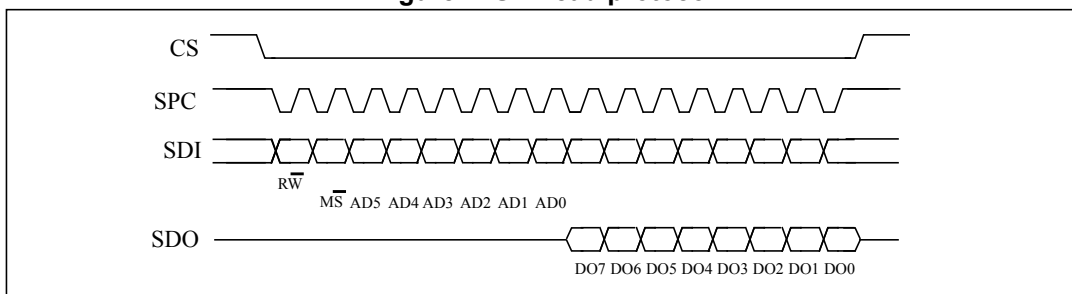 CS
SPC
SDI
RW
MS AD5 AD4 AD3 AD2 AD1 AD0
SDO
DO7 DO6 DO5 DO4 DO3 DO2 DO1 DO0